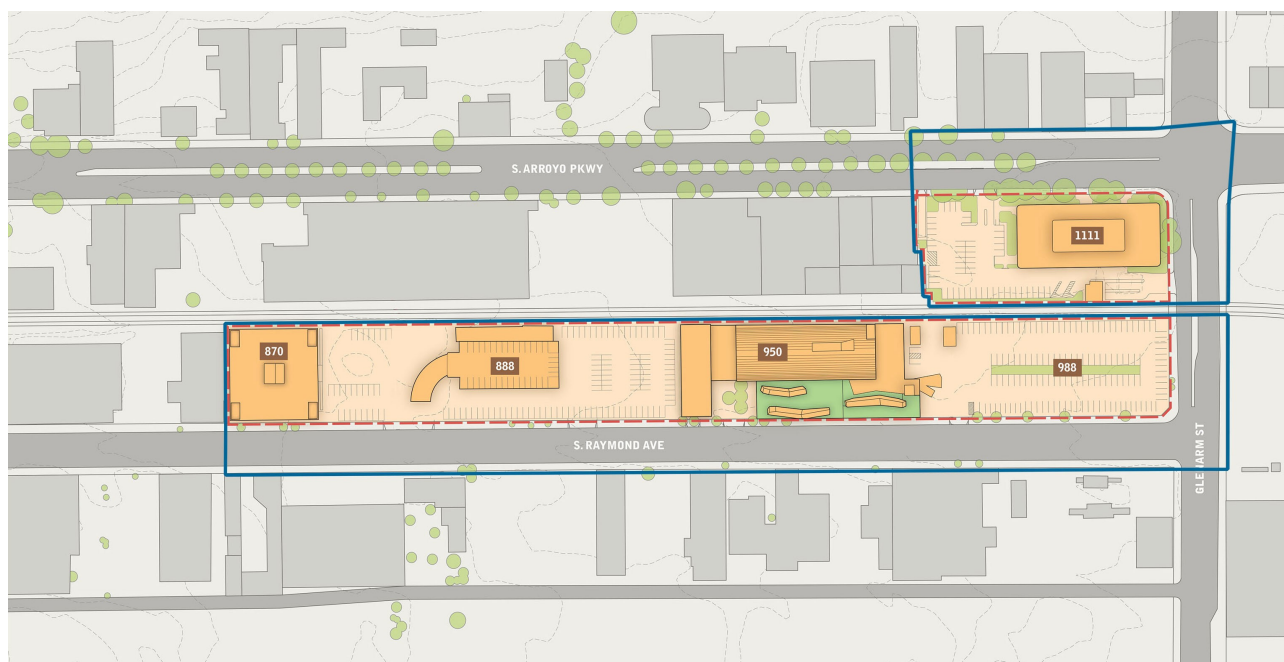 S. ARROYO PKWY
1111
870
950
888
988
S. RAYMOND AVE
GLENARM ST